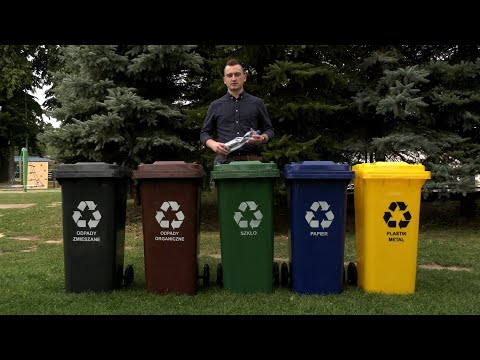 ODPADY
ZMIESZANE
ODPADY
ORGANICZNE
SZKŁO
PAPIER
PLASTIK
METAL